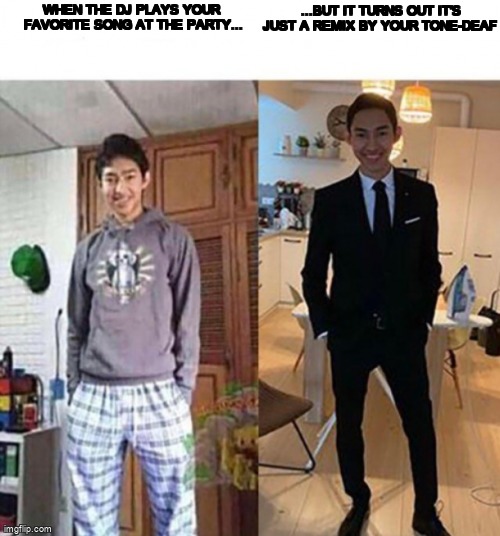 WHEN THE DJ PLAYS YOUR
FAVORITE SONG AT THE PARTY...
...BUT IT TURNS OUT IT'S
JUST A REMIX BY YOUR TONE-DEAF
imgflip.com